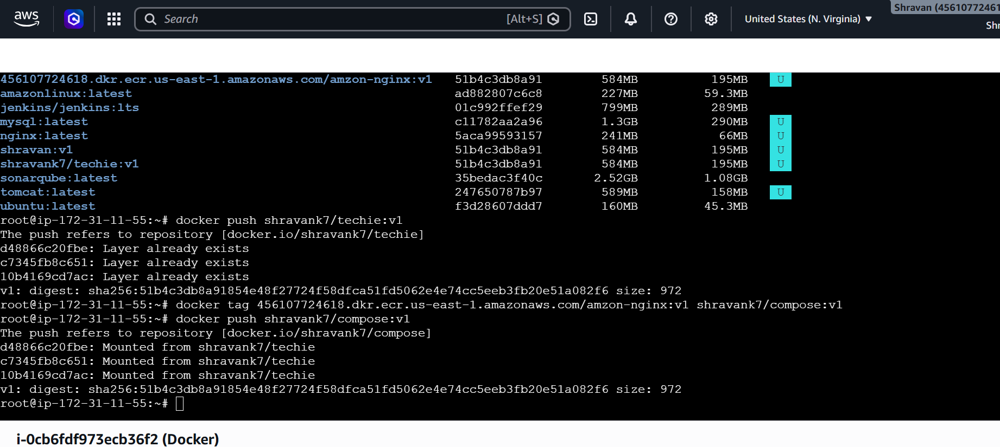 aws
Search [Alt+S]
United States (N. Virginia)
Shravan (45610772461
Shr
456107724618.dkr.ecr.us-east-1.amazonaws.com/amzon-nginx:v1 51b4c3db8a91 584MB 195MB U
amazonlinux:latest ad882807c6c8 227MB 59.3MB
jenkins/jenkins:lts 01c992ffef29 799MB 289MB
mysql:latest c11782aa2a96 1.3GB 290MB U
nginx:latest 5aca99593157 241MB 66MB U
shravan:v1 51b4c3db8a91 584MB 195MB U
shravank7/techie:v1 51b4c3db8a91 584MB 195MB U
sonarqube:latest 35bedac3f40c 2.52GB 1.08GB
tomcat:latest 247650787b97 589MB 158MB U
ubuntu:latest f3d28607ddd7 160MB 45.3MB
root@ip-172-31-11-55:~# docker push shravank7/techie:v1
The push refers to repository [docker.io/shravank7/techie]
d48866c20fbe: Layer already exists
c7345fb8c651: Layer already exists
10b4169cd7ac: Layer already exists
v1: digest: sha256:51b4c3db8a91854e48f27724f58dfca51fd5062e4e74cc5eeb3fb20e51a082f6 size: 972
root@ip-172-31-11-55:~# docker tag 456107724618.dkr.ecr.us-east-1.amazonaws.com/amzon-nginx:v1 shravank7/compose:v1
root@ip-172-31-11-55:~# docker push shravank7/compose:v1
The push refers to repository [docker.io/shravank7/compose]
d48866c20fbe: Mounted from shravank7/techie
c7345fb8c651: Mounted from shravank7/techie
10b4169cd7ac: Mounted from shravank7/techie
v1: digest: sha256:51b4c3db8a91854e48f27724f58dfca51fd5062e4e74cc5eeb3fb20e51a082f6 size: 972
root@ip-172-31-11-55:~#
i-0cb6fdf973ecb36f2 (Docker)